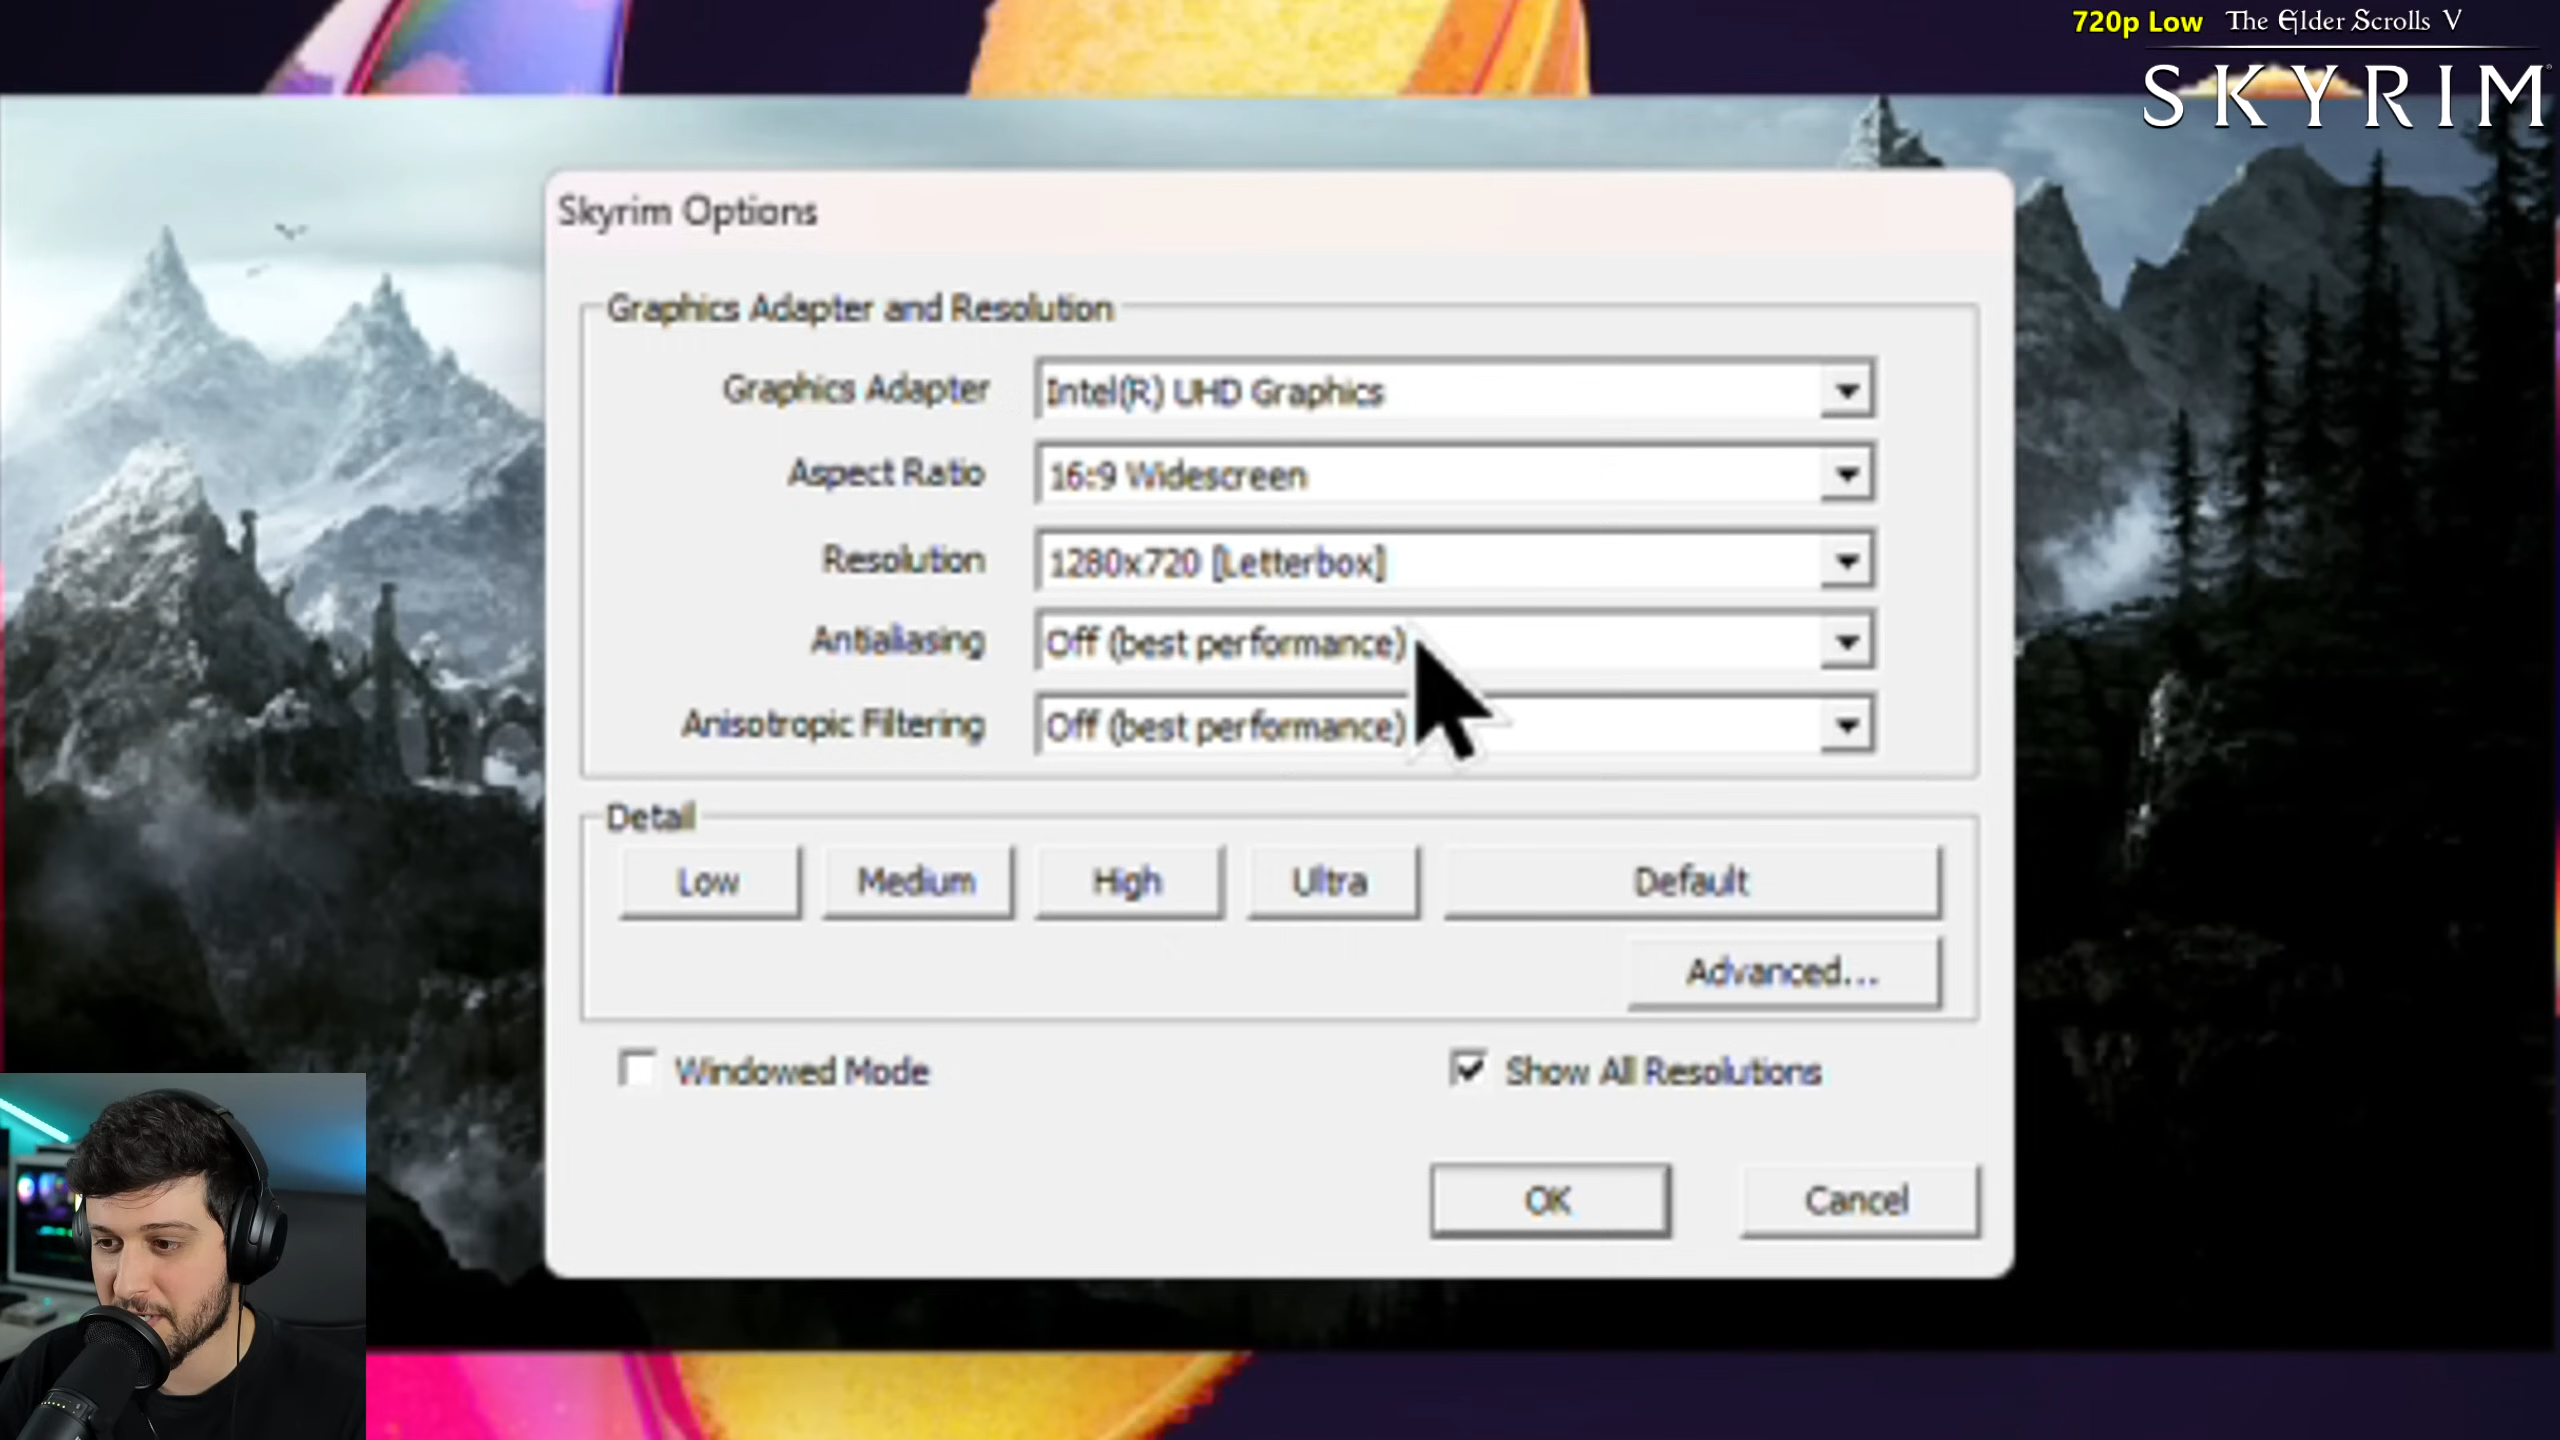 720p Low The Elder Scrolls V
SKYRIM
Skyrim Options
Graphics Adapter and Resolution
Graphics Adapter Intel(R) UHD Graphics
Aspect Ratio 16:9 Widescreen
Resolution 1280x720 [Letterbox]
Antialiasing Off (best performance)
Anisotropic Filtering Off (best performance)
Detail
Low Medium High Ultra Default
Advanced...
Windowed Mode Show All Resolutions
OK Cancel